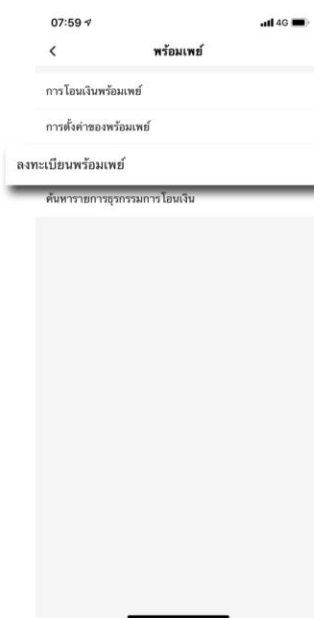 07:59
4G
พร้อมเพย์
การโอนเงินพร้อมเพย์
การตั้งค่าของพร้อมเพย์
ลงทะเบียนพร้อมเพย์
ค้นหารายการธุรกรรมการโอนเงิน